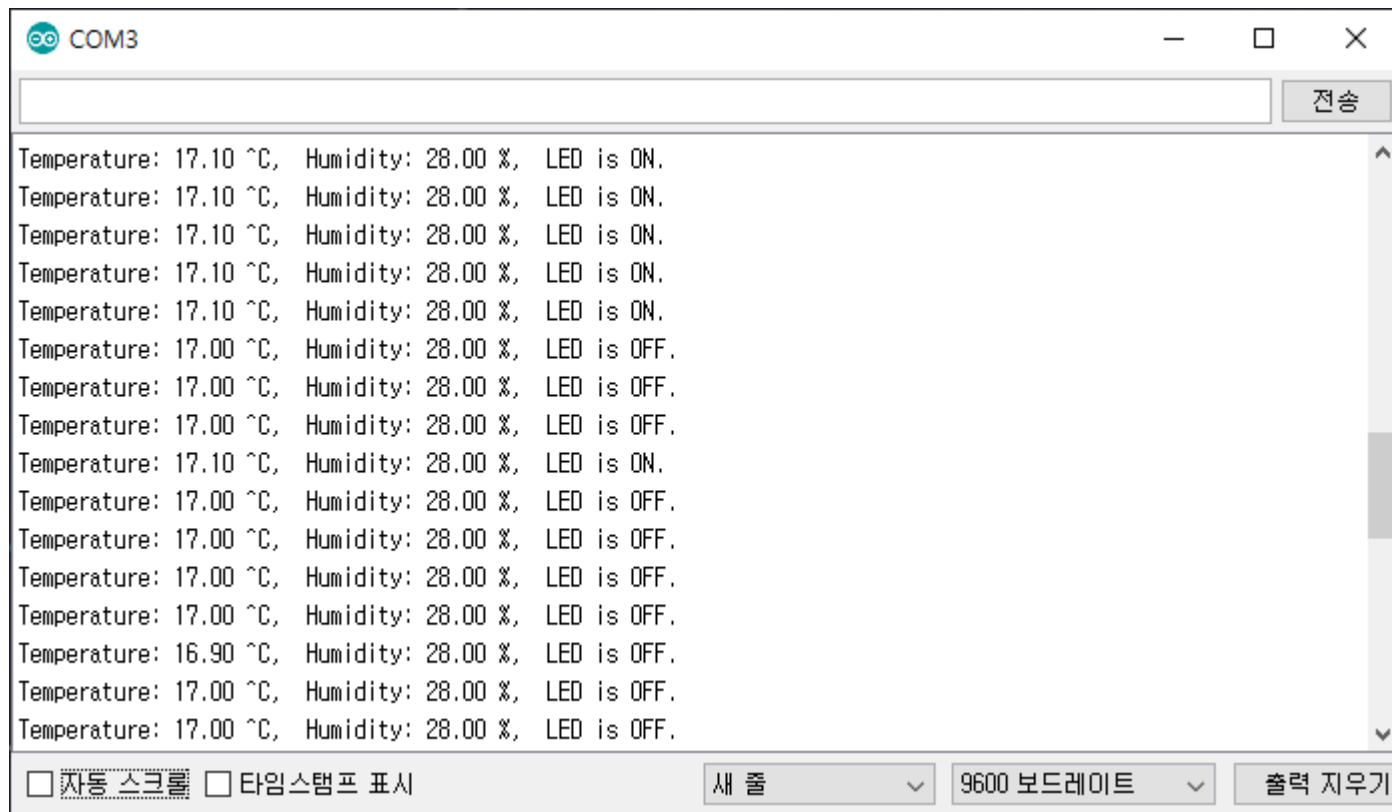 COM3
전송
Temperature: 17.10 ^C,  Humidity: 28.00 %,  LED is ON.
Temperature: 17.10 ^C,  Humidity: 28.00 %,  LED is ON.
Temperature: 17.10 ^C,  Humidity: 28.00 %,  LED is ON.
Temperature: 17.10 ^C,  Humidity: 28.00 %,  LED is ON.
Temperature: 17.10 ^C,  Humidity: 28.00 %,  LED is ON.
Temperature: 17.00 ^C,  Humidity: 28.00 %,  LED is OFF.
Temperature: 17.00 ^C,  Humidity: 28.00 %,  LED is OFF.
Temperature: 17.00 ^C,  Humidity: 28.00 %,  LED is OFF.
Temperature: 17.10 ^C,  Humidity: 28.00 %,  LED is ON.
Temperature: 17.00 ^C,  Humidity: 28.00 %,  LED is OFF.
Temperature: 17.00 ^C,  Humidity: 28.00 %,  LED is OFF.
Temperature: 17.00 ^C,  Humidity: 28.00 %,  LED is OFF.
Temperature: 17.00 ^C,  Humidity: 28.00 %,  LED is OFF.
Temperature: 16.90 ^C,  Humidity: 28.00 %,  LED is OFF.
Temperature: 17.00 ^C,  Humidity: 28.00 %,  LED is OFF.
Temperature: 17.00 ^C,  Humidity: 28.00 %,  LED is OFF.
자동 스크롤 타임스탬프 표시 새 줄 9600 보드레이트 출력 지우기